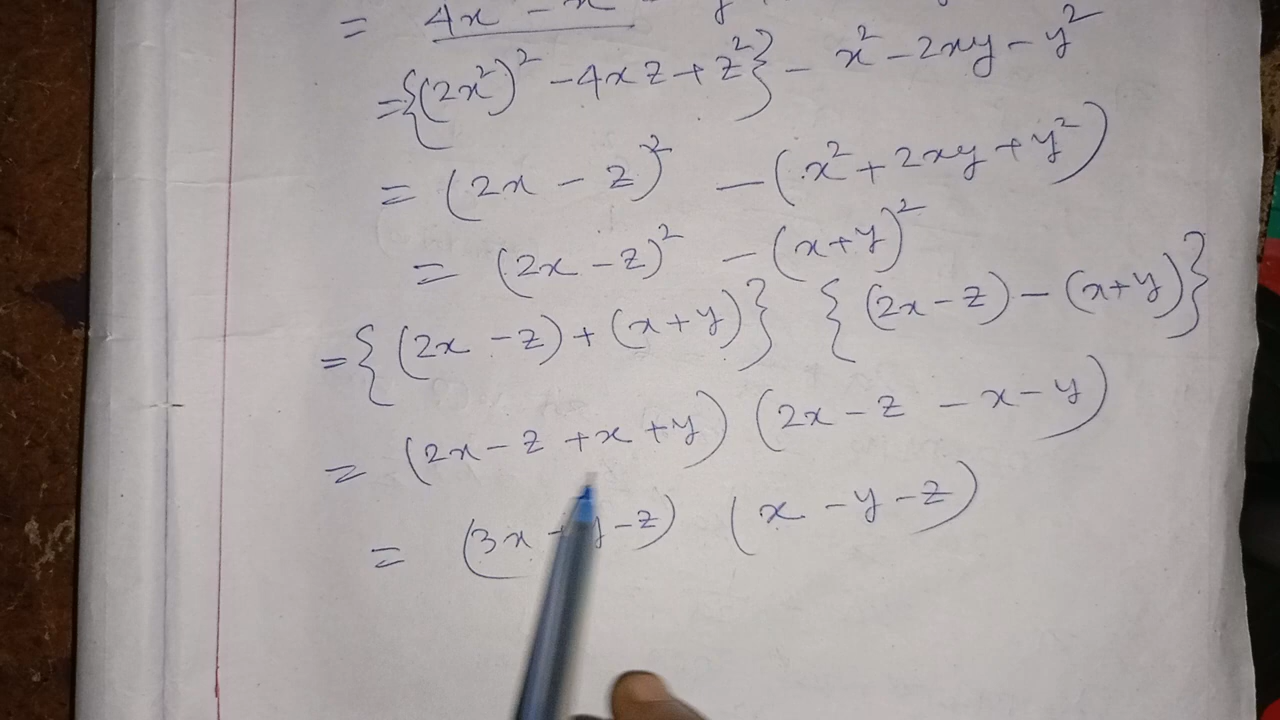 = 4x - x
={(2x²)² - 4xz + z²} - x² - 2xy - y²
= (2x - z)² - (x² + 2xy + y²)
= (2x - z)² - (x+y)²
={(2x - z) + (x+y)} {(2x - z) - (x+y)}
= (2x - z + x + y) (2x - z - x - y)
= (3x + y - z) (x - y - z)